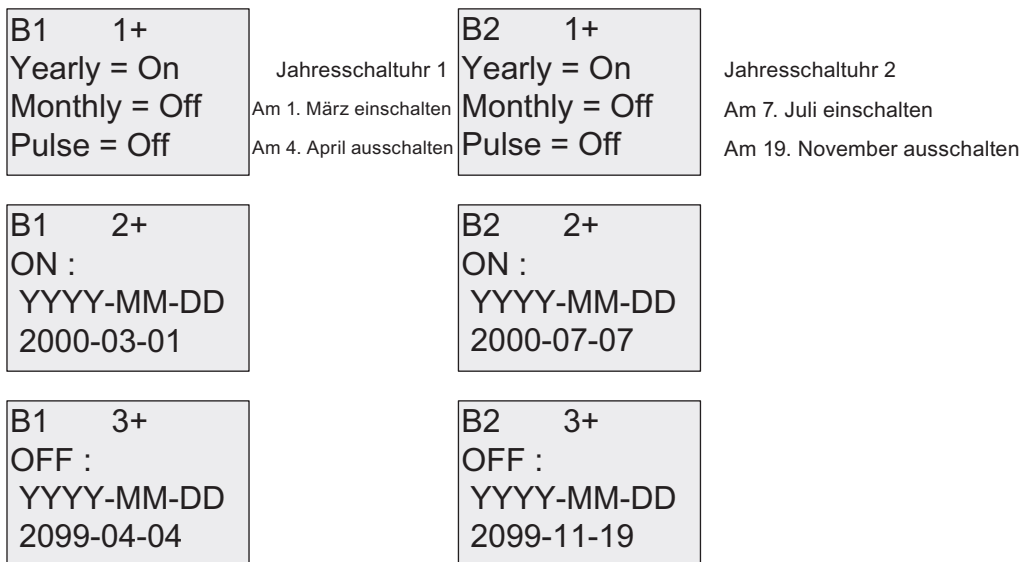 B1 1+
Yearly = On
Monthly = Off
Pulse = Off
Jahresschaltuhr 1
Am 1. März einschalten
Am 4. April ausschalten
B2 1+
Yearly = On
Monthly = Off
Pulse = Off
Jahresschaltuhr 2
Am 7. Juli einschalten
Am 19. November ausschalten
B1 2+
ON :
YYYY-MM-DD
2000-03-01
B2 2+
ON :
YYYY-MM-DD
2000-07-07
B1 3+
OFF :
YYYY-MM-DD
2099-04-04
B2 3+
OFF :
YYYY-MM-DD
2099-11-19